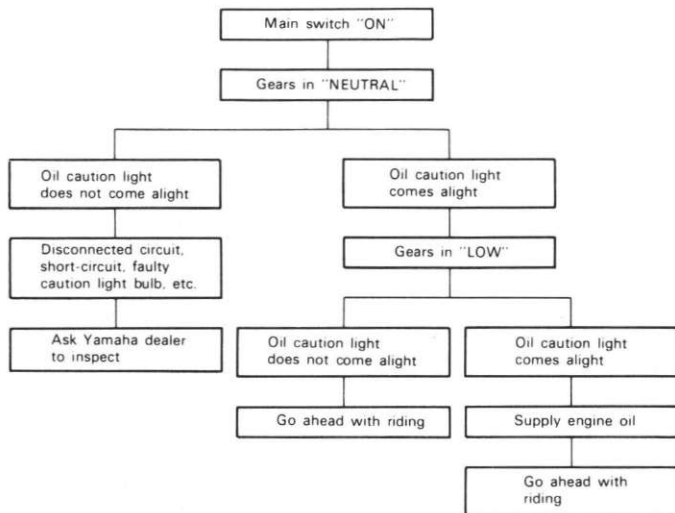 Main switch "ON"
Gears in "NEUTRAL"
Oil caution light
does not come alight
Oil caution light
comes alight
Disconnected circuit,
short-circuit, faulty
caution light bulb, etc.
Gears in "LOW"
Ask Yamaha dealer
to inspect
Oil caution light
does not come alight
Oil caution light
comes alight
Go ahead with riding
Supply engine oil
Go ahead with
riding